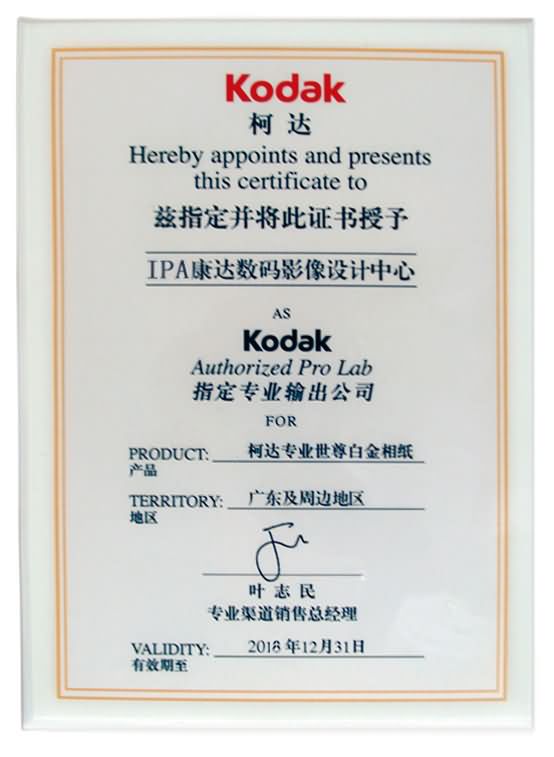 Kodak
柯达
Hereby appoints and presents
this certificate to
兹指定并将此证书授予
IPA康达数码影像设计中心
AS
Kodak
Authorized Pro Lab
指定专业输出公司
FOR
PRODUCT: 柯达专业世尊白金相纸
产品
TERRITORY: 广东及周边地区
地区
叶志民
专业渠道销售总经理
VALIDITY: 2018年12月31日
有效期至